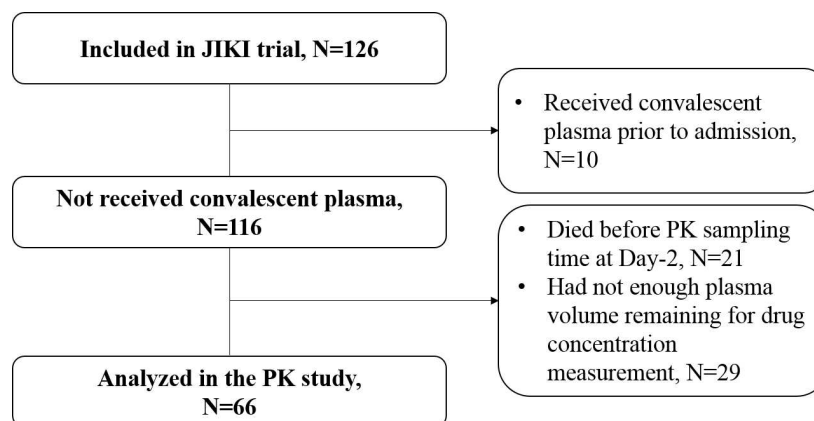 Included in JIKI trial, N=126
• Received convalescent
plasma prior to admission,
N=10
Not received convalescent plasma,
N=116
• Died before PK sampling
time at Day-2, N=21
• Had not enough plasma
volume remaining for drug
concentration
measurement, N=29
Analyzed in the PK study,
N=66